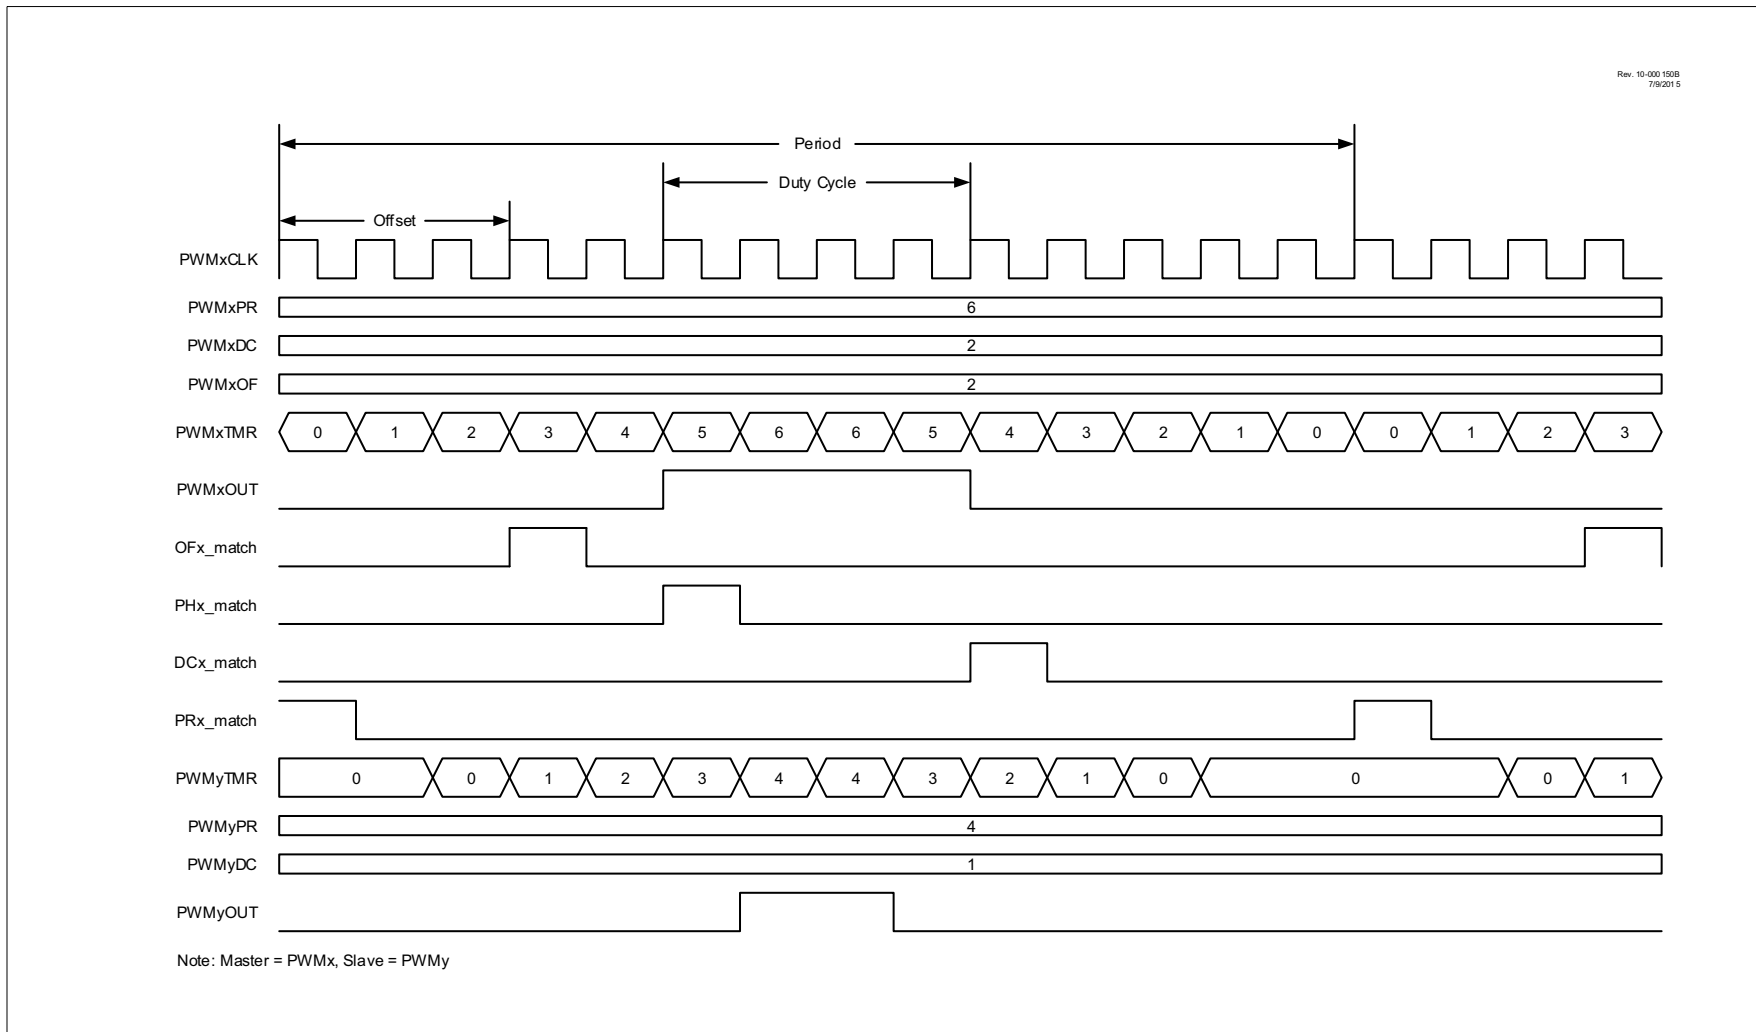 Rev. 10-000 150B
7/9/201 5
Period
Duty Cycle
Offset
PWMxCLK
PWMxPR 6
PWMxDC 2
PWMxOF 2
PWMxTMR 0 1 2 3 4 5 6 6 5 4 3 2 1 0 0 1 2 3
PWMxOUT
OFx_match
PHx_match
DCx_match
PRx_match
PWMyTMR 0 0 1 2 3 4 4 3 2 1 0 0 0 1
PWMyPR 4
PWMyDC 1
PWMyOUT
Note: Master = PWMx, Slave = PWMy